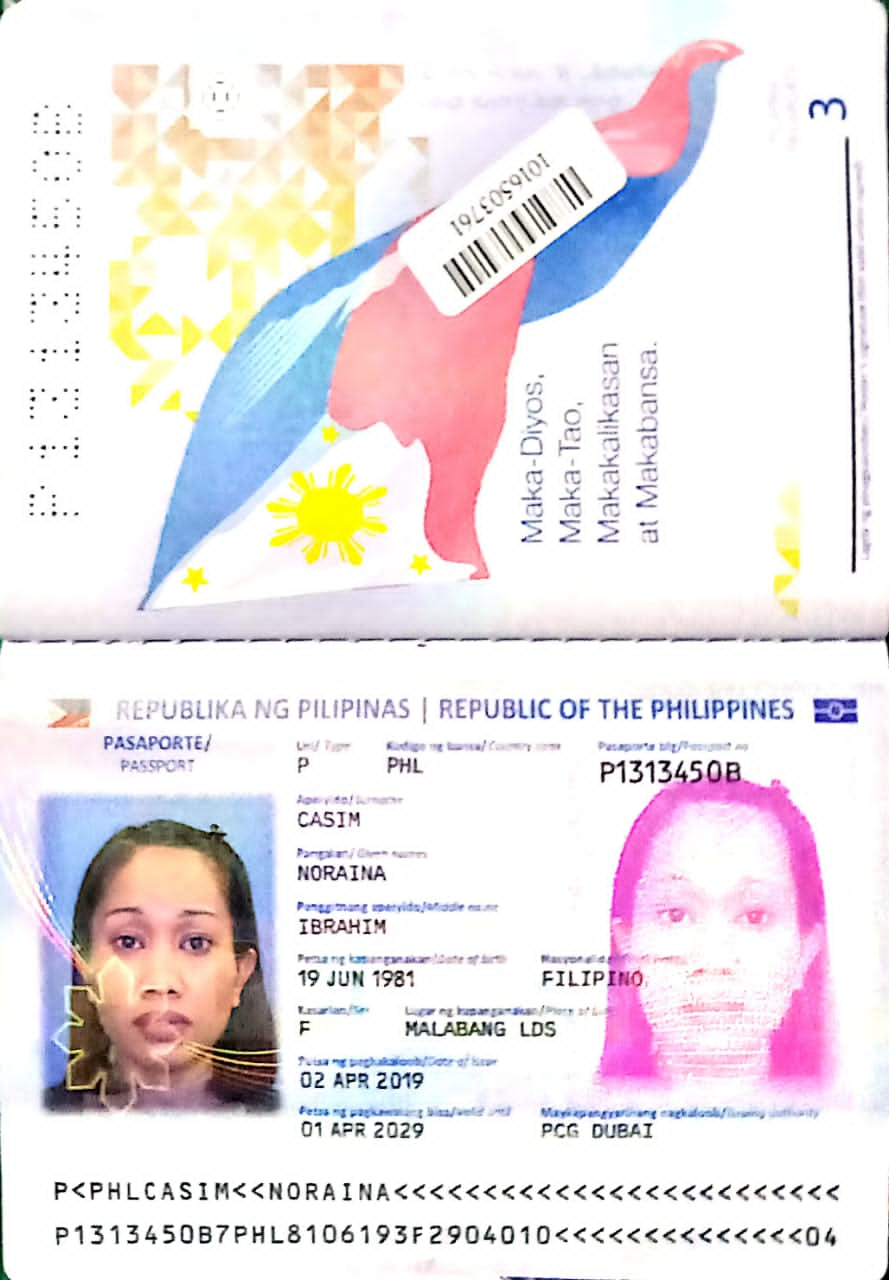 P1313450B
1016503761
3
Maka-Diyos,
Maka-Tao,
Makakalikasan
at Makabansa.
REPUBLIKA NG PILIPINAS | REPUBLIC OF THE PHILIPPINES
PASAPORTE/
PASSPORT
Uri/ Type
Kodigo ng bansa/ Country code
Pasaporte blg/Passport no
P
PHL
P1313450B
Apelyido/Surname
CASIM
Pangalan/ Given names
NORAINA
Panggitnang apelyido/Middle name
IBRAHIM
Petsa ng kapanganakan/Date of birth
Nasyonalidad/
19 JUN 1981
FILIPINO
Kasarian/Sex
Lugar ng kapanganakan/Place of birth
F
MALABANG LDS
Petsa ng pagkakaloob/Date of issue
02 APR 2019
Petsa ng pagkawalang bisa/Valid until
Maykapangyarihang nagkaloob/Issuing authority
01 APR 2029
PCG DUBAI
P<PHLCASIM<<NORAINA<<<<<<<<<<<<<<<<<<<<<<<<<
P1313450B7PHL8106193F2904010<<<<<<<<<<<<<<04